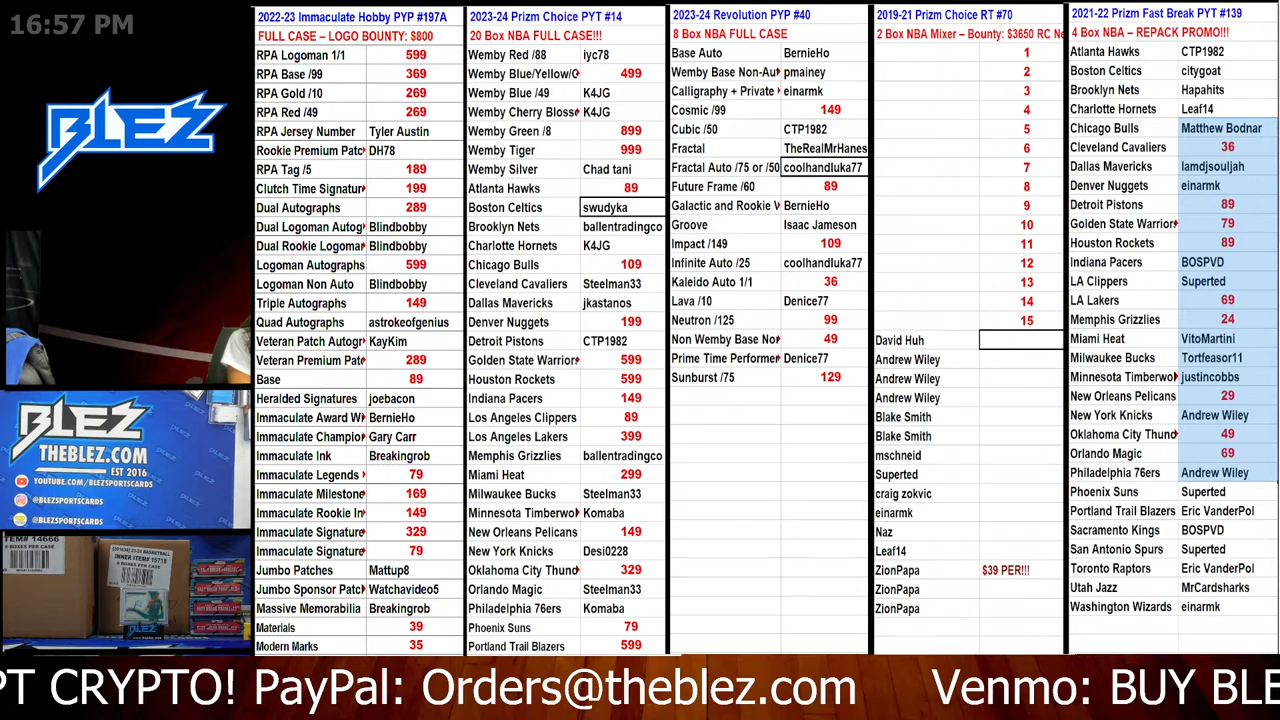 16:57 PM
BLEZ
BLEZ
THEBLEZ.COM
EST 2016
YOUTUBE.COM/BLEZSPORTSCARDS
@BLEZSPORTSCARDS
@BLEZSPORTSCARDS
ITEM# 14666
BOXES PER CASE
INNER ITEM# 15718
2022-23 Immaculate Hobby PYP #197A
FULL CASE – LOGO BOUNTY: $800
RPA Logoman 1/1 599
RPA Base /99 369
RPA Gold /10 269
RPA Red /49 269
RPA Jersey Number Tyler Austin
Rookie Premium Patc DH78
RPA Tag /5 189
Clutch Time Signatur 199
Dual Autographs 289
Dual Logoman Autog Blindbobby
Dual Rookie Logomar Blindbobby
Logoman Autographs 599
Logoman Non Auto Blindbobby
Triple Autographs 149
Quad Autographs astrokeofgenius
Veteran Patch Autogr KayKim
Veteran Premium Pat 289
Base 89
Heralded Signatures joebacon
Immaculate Award Wi BernieHo
Immaculate Champio Gary Carr
Immaculate Ink Breakingrob
Immaculate Legends 79
Immaculate Milestone 169
Immaculate Rookie In 149
Immaculate Signature 329
Immaculate Signature 79
Jumbo Patches Mattup8
Jumbo Sponsor Patc Watchavideo5
Massive Memorabilia Breakingrob
Materials 39
Modern Marks 35
2023-24 Prizm Choice PYT #14
20 Box NBA FULL CASE!!!
Wemby Red /88 iyc78
Wemby Blue/Yellow/G 499
Wemby Blue /49 K4JG
Wemby Cherry Blosso K4JG
Wemby Green /8 899
Wemby Tiger 999
Wemby Silver Chad tani
Atlanta Hawks 89
Boston Celtics swudyka
Brooklyn Nets ballentradingco
Charlotte Hornets K4JG
Chicago Bulls 109
Cleveland Cavaliers Steelman33
Dallas Mavericks jkastanos
Denver Nuggets 199
Detroit Pistons CTP1982
Golden State Warrior 599
Houston Rockets 599
Indiana Pacers 149
Los Angeles Clippers 89
Los Angeles Lakers 399
Memphis Grizzlies ballentradingco
Miami Heat 299
Milwaukee Bucks Steelman33
Minnesota Timberwo Komaba
New Orleans Pelicans 149
New York Knicks Desi0228
Oklahoma City Thund 329
Orlando Magic Steelman33
Philadelphia 76ers Komaba
Phoenix Suns 79
Portland Trail Blazers 599
2023-24 Revolution PYP #40
8 Box NBA FULL CASE
Base Auto BernieHo
Wemby Base Non-Au pmainey
Calligraphy + Private einarmk
Cosmic /99 149
Cubic /50 CTP1982
Fractal TheRealMrHanes
Fractal Auto /75 or /50 coolhandluka77
Future Frame /60 89
Galactic and Rookie V BernieHo
Groove Isaac Jameson
Impact /149 109
Infinite Auto /25 coolhandluka77
Kaleido Auto 1/1 36
Lava /10 Denice77
Neutron /125 99
Non Wemby Base Nor 49
Prime Time Performer Denice77
Sunburst /75 129
2019-21 Prizm Choice RT #70
2 Box NBA Mixer – Bounty: $3650 RC Ne
1
2
3
4
5
6
7
8
9
10
11
12
13
14
15
David Huh
Andrew Wiley
Andrew Wiley
Andrew Wiley
Blake Smith
Blake Smith
mschneid
Superted
craig zokvic
einarmk
Naz
Leaf14
ZionPapa $39 PER!!!
ZionPapa
ZionPapa
2021-22 Prizm Fast Break PYT #139
4 Box NBA – REPACK PROMO!!!
Atlanta Hawks CTP1982
Boston Celtics citygoat
Brooklyn Nets Hapahits
Charlotte Hornets Leaf14
Chicago Bulls Matthew Bodnar
Cleveland Cavaliers 36
Dallas Mavericks Iamdjsouljah
Denver Nuggets einarmk
Detroit Pistons 89
Golden State Warrior 79
Houston Rockets 89
Indiana Pacers BOSPVD
LA Clippers Superted
LA Lakers 69
Memphis Grizzlies 24
Miami Heat VitoMartini
Milwaukee Bucks Tortfeasor11
Minnesota Timberwo justincobbs
New Orleans Pelicans 29
New York Knicks Andrew Wiley
Oklahoma City Thund 49
Orlando Magic 69
Philadelphia 76ers Andrew Wiley
Phoenix Suns Superted
Portland Trail Blazers Eric VanderPol
Sacramento Kings BOSPVD
San Antonio Spurs Superted
Toronto Raptors Eric VanderPol
Utah Jazz MrCardsharks
Washington Wizards einarmk
PT CRYPTO! PayPal: Orders@theblez.com Venmo: BUY BLE